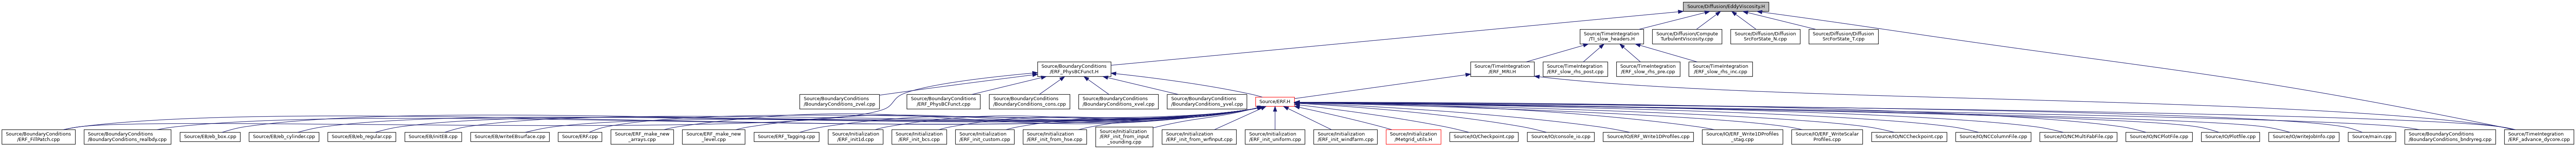 Source/Diffusion/EddyViscosity.H
Source/TimeIntegration
/TI_slow_headers.H
Source/Diffusion/Compute
TurbulentViscosity.cpp
Source/Diffusion/Diffusion
SrcForState_N.cpp
Source/Diffusion/Diffusion
SrcForState_T.cpp
Source/BoundaryConditions
/ERF_PhysBCFunct.H
Source/TimeIntegration
/ERF_MRI.H
Source/TimeIntegration
/ERF_slow_rhs_post.cpp
Source/TimeIntegration
/ERF_slow_rhs_pre.cpp
Source/TimeIntegration
/ERF_slow_rhs_inc.cpp
Source/BoundaryConditions
/BoundaryConditions_zvel.cpp
Source/BoundaryConditions
/ERF_PhysBCFunct.cpp
Source/BoundaryConditions
/BoundaryConditions_cons.cpp
Source/BoundaryConditions
/BoundaryConditions_xvel.cpp
Source/BoundaryConditions
/BoundaryConditions_yvel.cpp
Source/ERF.H
Source/BoundaryConditions
/ERF_FillPatch.cpp
Source/BoundaryConditions
/BoundaryConditions_realbdy.cpp
Source/EB/eb_box.cpp
Source/EB/eb_cylinder.cpp
Source/EB/eb_regular.cpp
Source/EB/initEB.cpp
Source/EB/writeEBsurface.cpp
Source/ERF.cpp
Source/ERF_make_new
_arrays.cpp
Source/ERF_make_new
_level.cpp
Source/ERF_Tagging.cpp
Source/Initialization
/ERF_init1d.cpp
Source/Initialization
/ERF_init_bcs.cpp
Source/Initialization
/ERF_init_custom.cpp
Source/Initialization
/ERF_init_from_hse.cpp
Source/Initialization
/ERF_init_from_input
_sounding.cpp
Source/Initialization
/ERF_init_from_wrfinput.cpp
Source/Initialization
/ERF_init_uniform.cpp
Source/Initialization
/ERF_init_windfarm.cpp
Source/Initialization
/Metgrid_utils.H
Source/IO/Checkpoint.cpp
Source/IO/console_io.cpp
Source/IO/ERF_Write1DProfiles.cpp
Source/IO/ERF_Write1DProfiles
_stag.cpp
Source/IO/ERF_WriteScalar
Profiles.cpp
Source/IO/NCCheckpoint.cpp
Source/IO/NCColumnFile.cpp
Source/IO/NCMultiFabFile.cpp
Source/IO/NCPlotFile.cpp
Source/IO/Plotfile.cpp
Source/IO/writeJobInfo.cpp
Source/main.cpp
Source/BoundaryConditions
/BoundaryConditions_bndryreg.cpp
Source/TimeIntegration
/ERF_advance_dycore.cpp